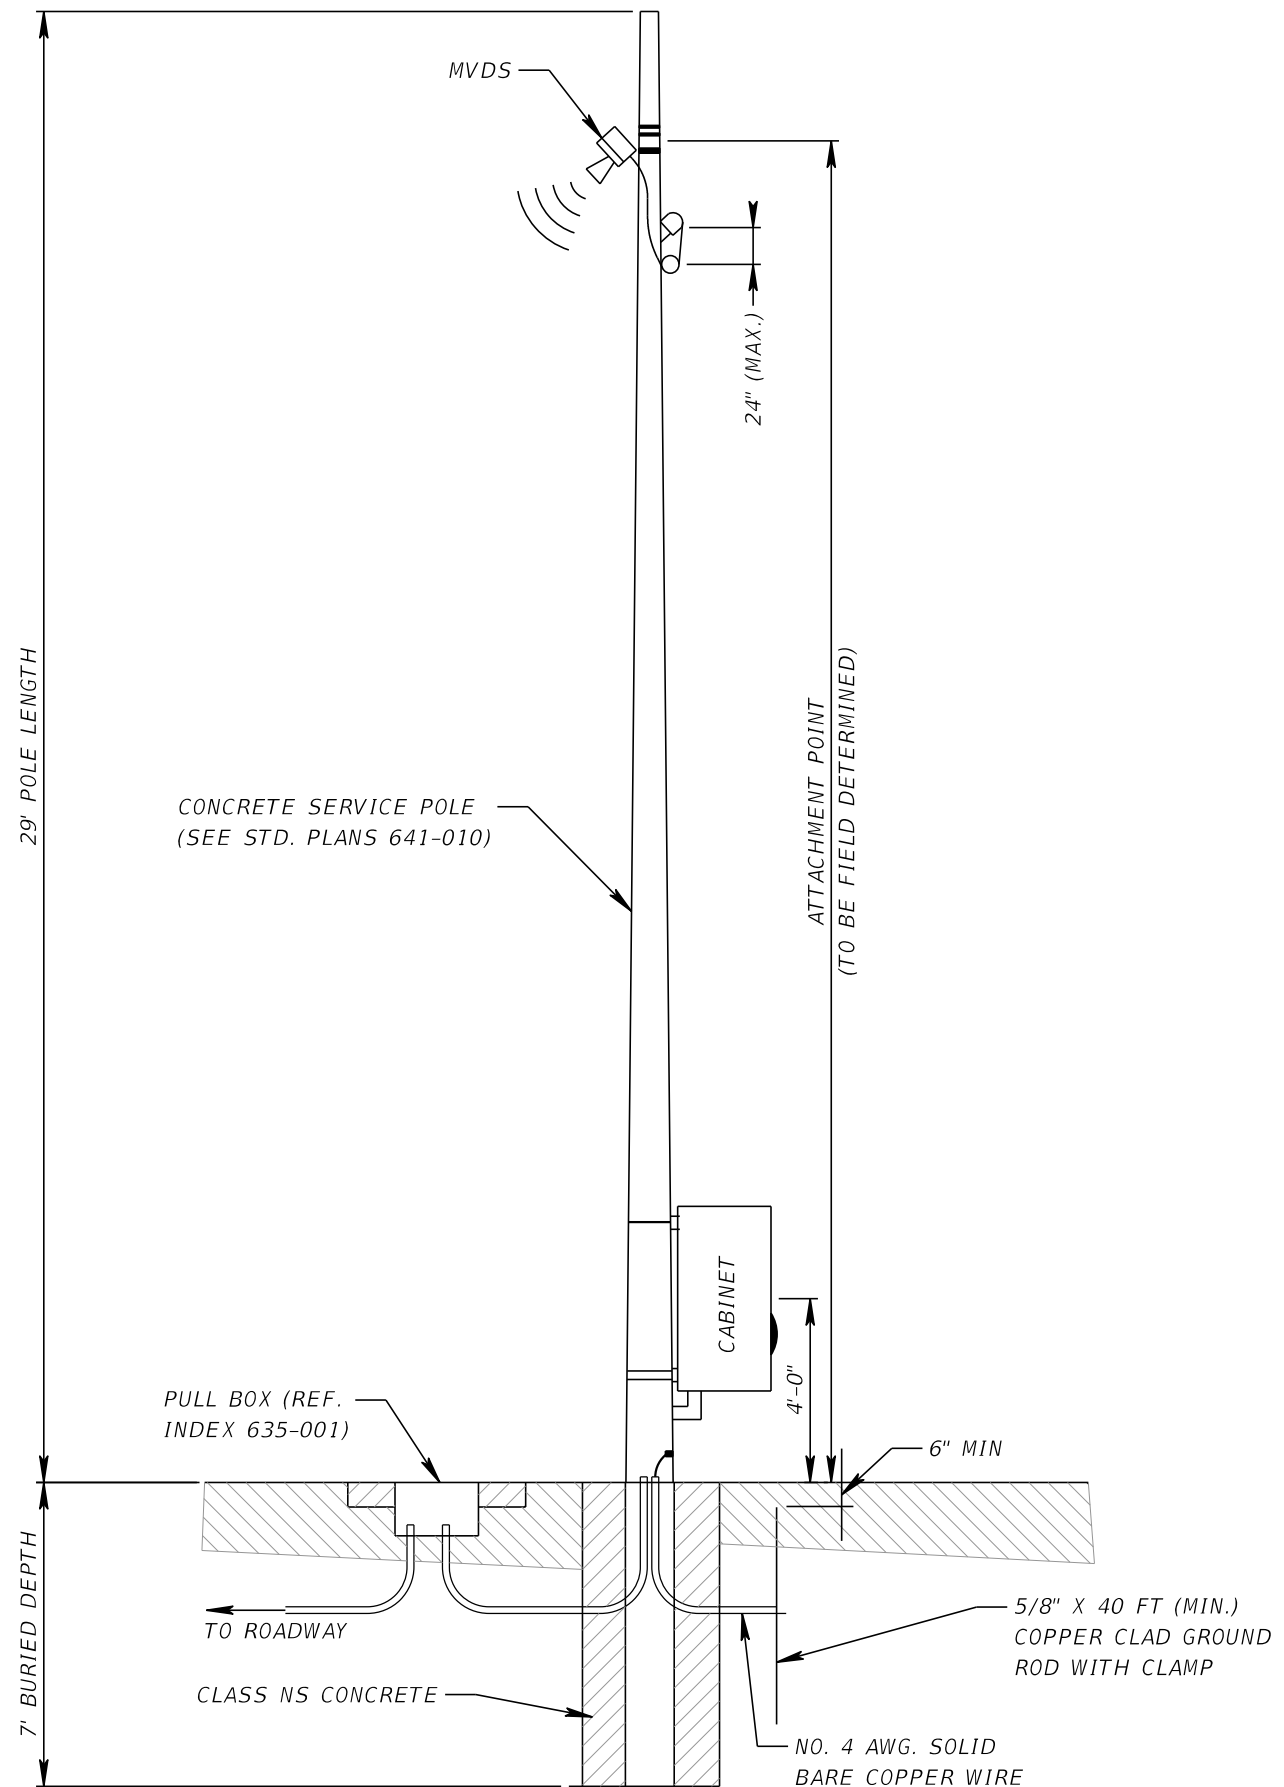 MVDS
24" (MAX.)
29' POLE LENGTH
CONCRETE SERVICE POLE
(SEE STD. PLANS 641-010)
ATTACHMENT POINT
(TO BE FIELD DETERMINED)
CABINET
4'-0"
PULL BOX (REF.
INDEX 635-001)
6" MIN
7' BURIED DEPTH
TO ROADWAY
5/8" X 40 FT (MIN.)
COPPER CLAD GROUND
ROD WITH CLAMP
CLASS NS CONCRETE
NO. 4 AWG. SOLID
BARE COPPER WIRE